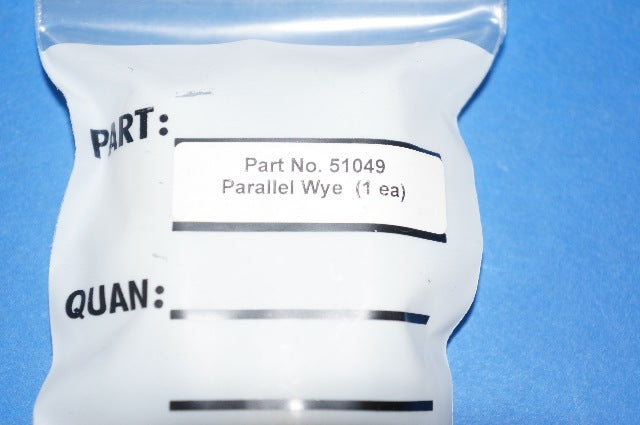 PART:
Part No. 51049
Parallel Wye (1 ea)
QUAN: